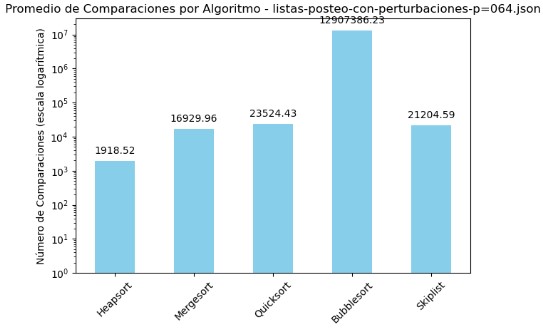 Promedio de Comparaciones por Algoritmo - listas-posteo-con-perturbaciones-p=064.json
Número de Comparaciones (escala logarítmica)
10^7
10^6
10^5
10^4
10^3
10^2
10^1
10^0
1918.52
16929.96
23524.43
12907386.23
21204.59
Heapsort
Mergesort
Quicksort
Bubblesort
Skiplist